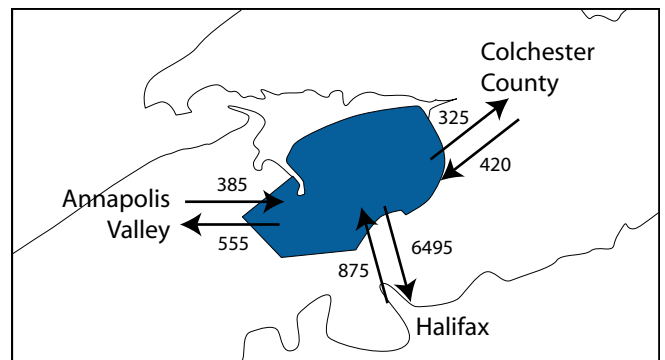 Colchester
County
325
420
385
Annapolis
Valley
555
6495
875
Halifax